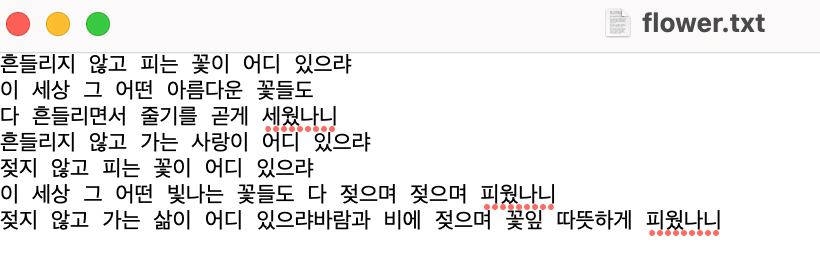 flower.txt
흔들리지 않고 피는 꽃이 어디 있으랴
이 세상 그 어떤 아름다운 꽃들도
다 흔들리면서 줄기를 곧게 세웠나니
흔들리지 않고 가는 사랑이 어디 있으랴
젖지 않고 피는 꽃이 어디 있으랴
이 세상 그 어떤 빛나는 꽃들도 다 젖으며 젖으며 피웠나니
젖지 않고 가는 삶이 어디 있으랴바람과 비에 젖으며 꽃잎 따뜻하게 피웠나니